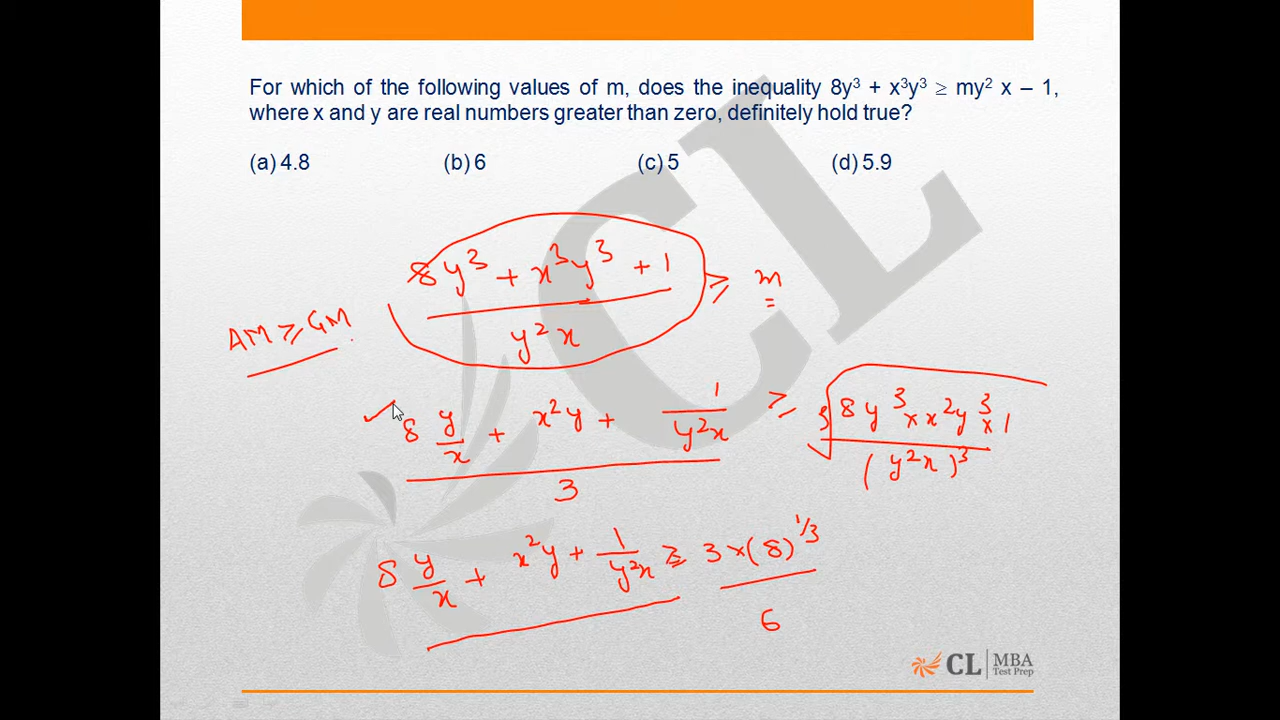 For which of the following values of m, does the inequality 8y³ + x³y³ ≥ my² x – 1,
where x and y are real numbers greater than zero, definitely hold true?
(a) 4.8 (b) 6 (c) 5 (d) 5.9
8y³ + x³y³ + 1
≥ m
y²x
AM ≥ GM
8 y/x + x²y + 1/y²x ≥ ∛(8y³ × x²y³ × 1 / (y²x)³)
3
8 y/x + x²y + 1/y²x ≥ 3 × (8)^1/3
6
CL MBA
Test Prep